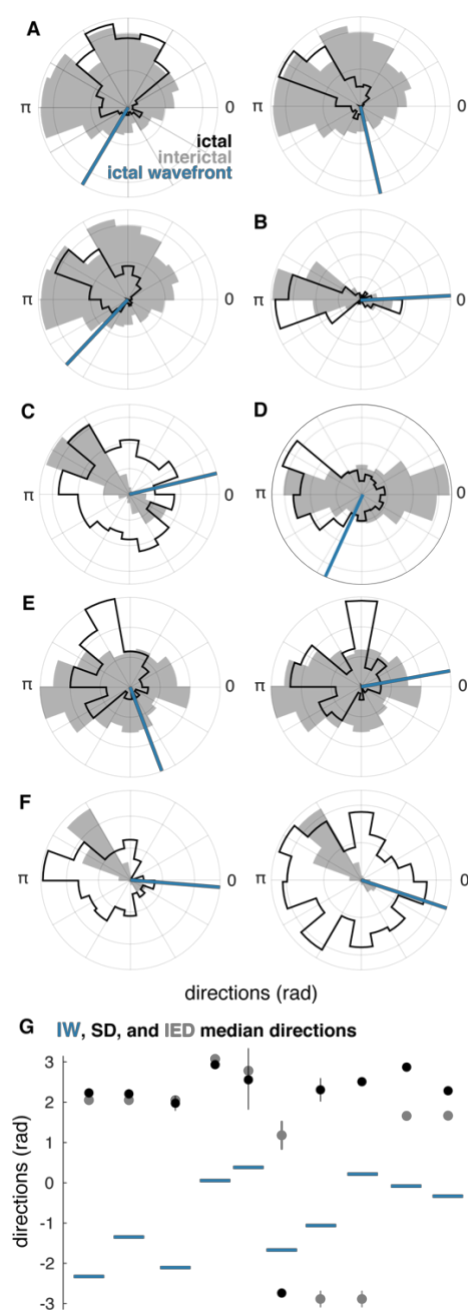 A
π
0
0
ictal
interictal
ictal wavefront
B
π
π
0
C
D
π
0
π
0
E
π
0
π
0
F
π
0
π
0
directions (rad)
G IW, SD, and IED median directions
directions (rad)
3
2
1
0
-1
-2
-3